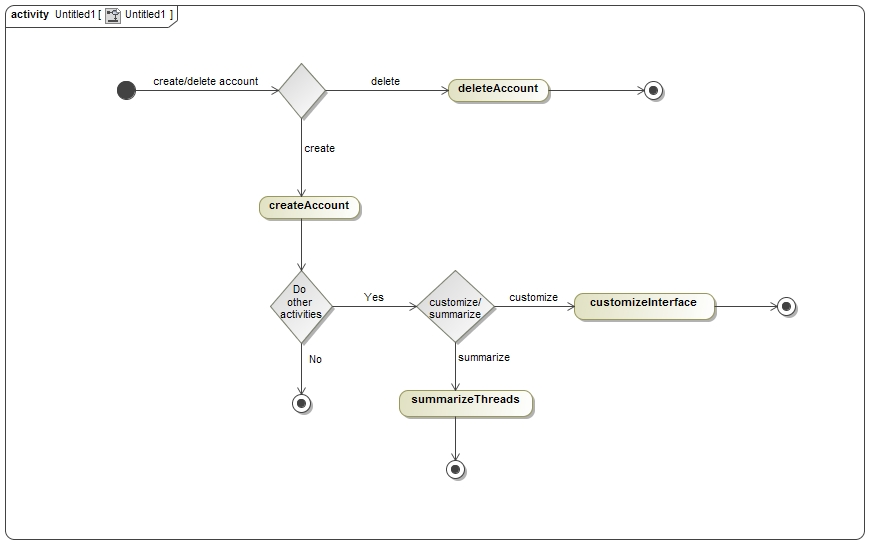 activity Untitled1 [ Untitled1 ]
create/delete account
delete
deleteAccount
create
createAccount
Do
other
activities
Yes
customize/
summarize
customize
customizeInterface
No
summarize
summarizeThreads